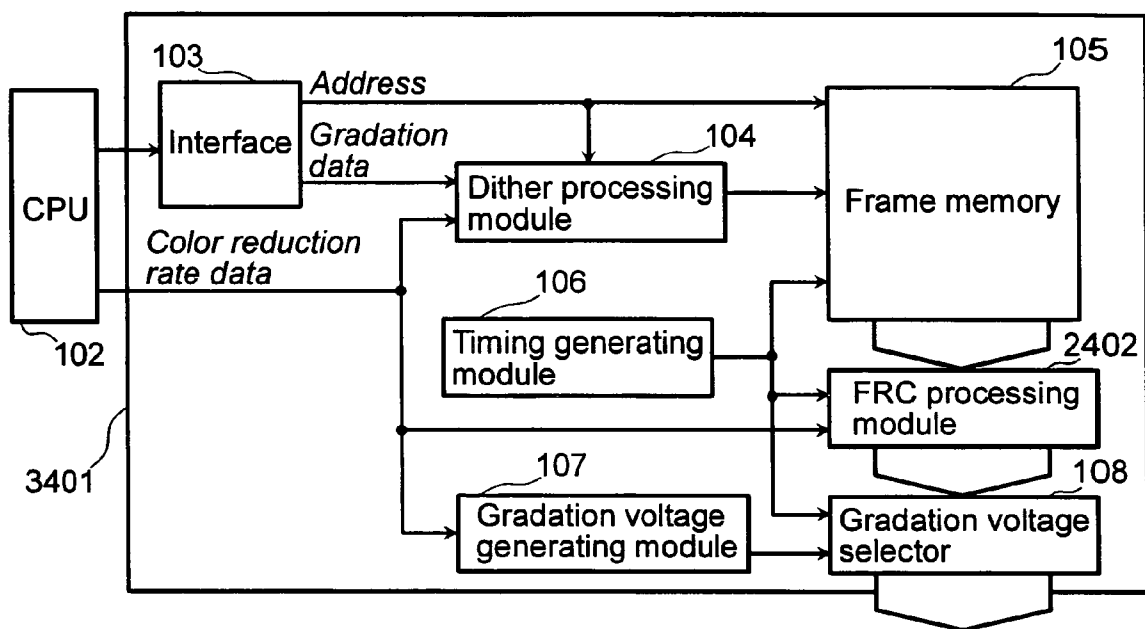 103
105
Address
Interface
Gradation
data
104
CPU
Dither processing
module
Frame memory
Color reduction
rate data
106
102
Timing generating
module
2402
FRC processing
module
3401
107
108
Gradation voltage
generating module
Gradation voltage
selector